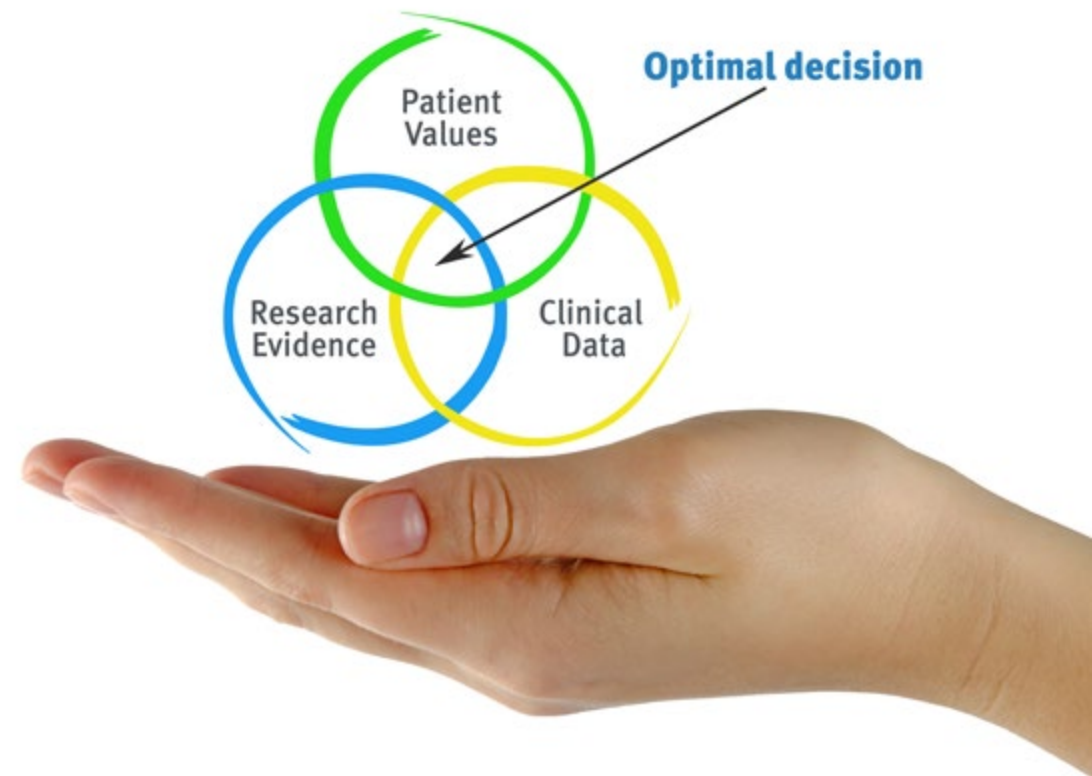 Optimal decision
Patient
Values
Research
Evidence
Clinical
Data